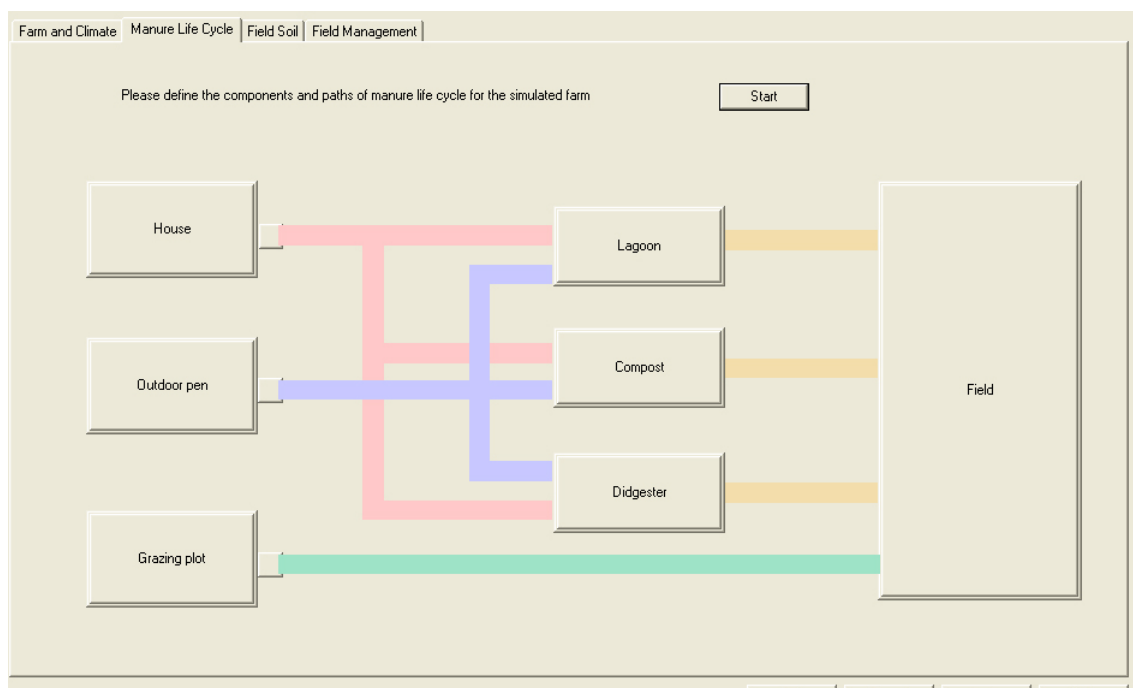 Farm and Climate Manure Life Cycle Field Soil Field Management
Please define the components and paths of manure life cycle for the simulated farm Start
House
Lagoon
Compost
Outdoor pen
Field
Didgester
Grazing plot